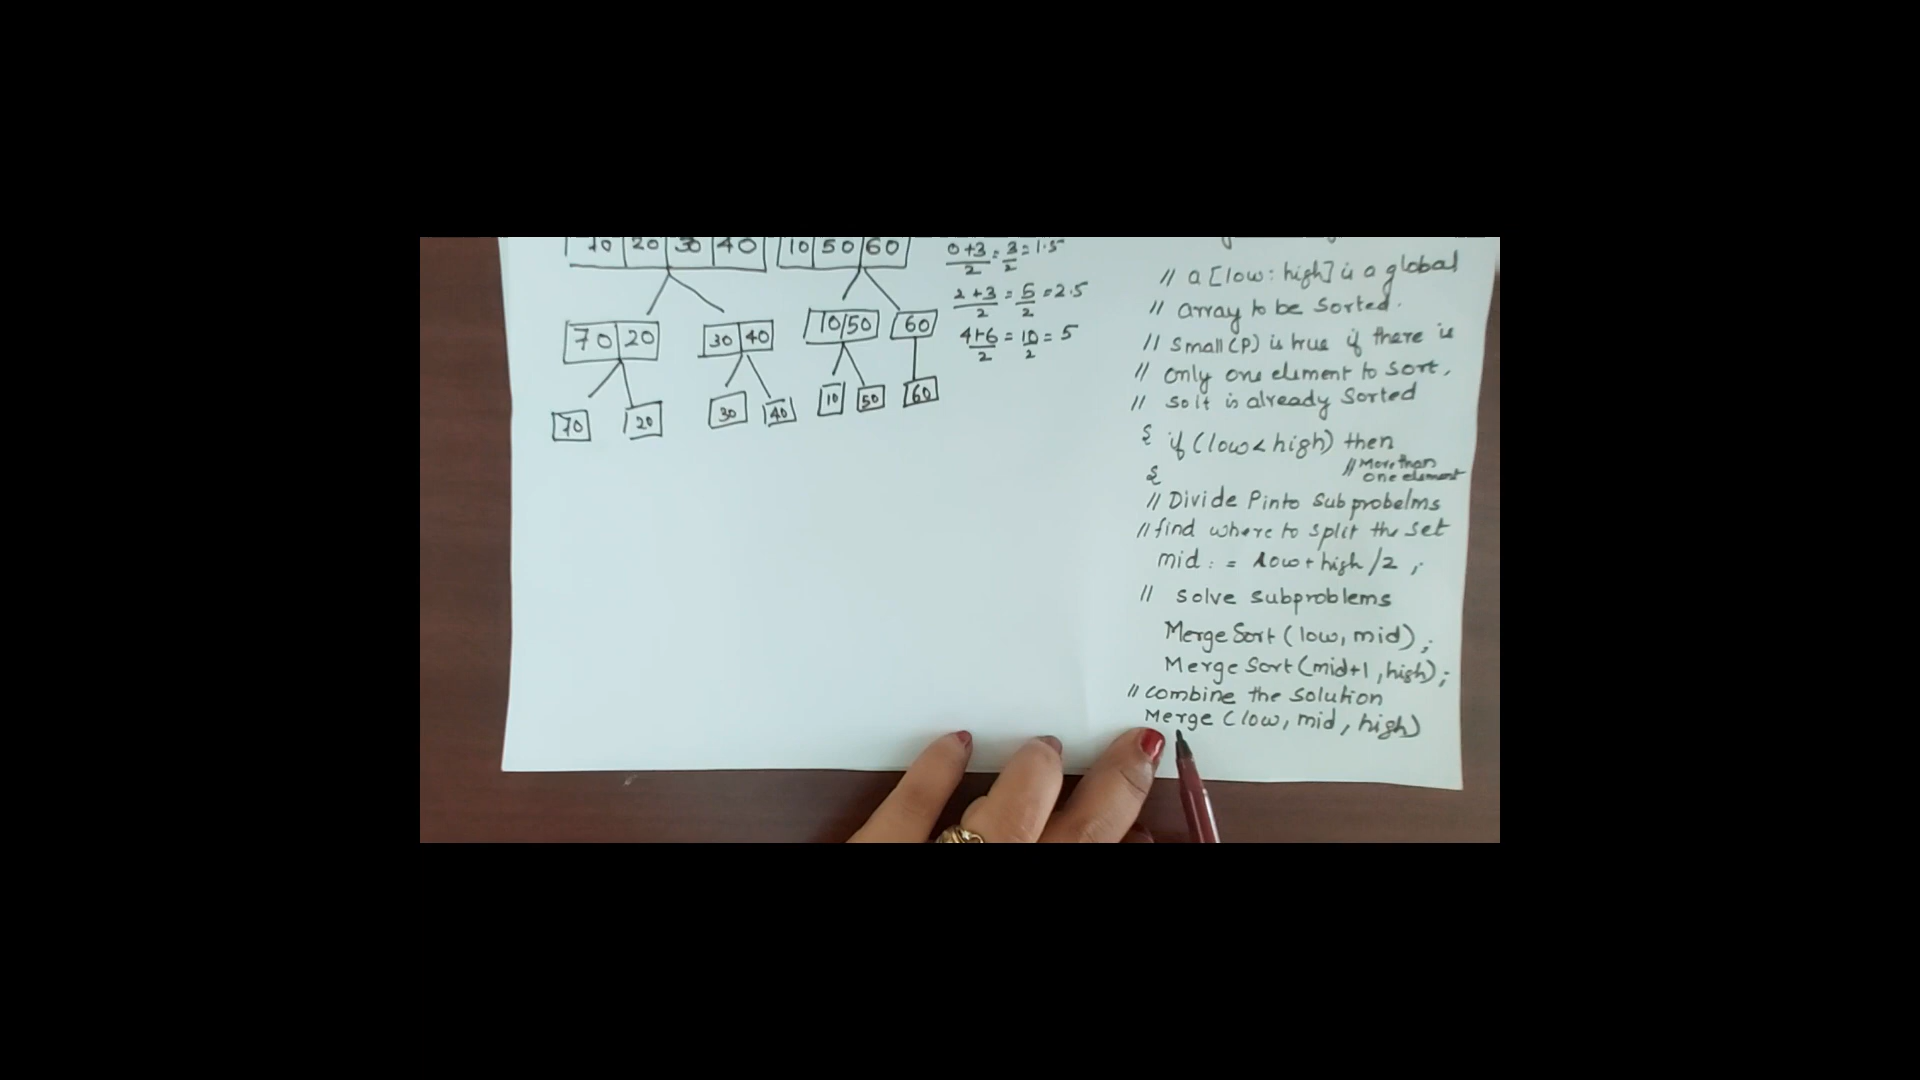 70 20 30 40 10 50 60
70 20 30 40 10 50 60
70 20 30 40 10 50 60
0+3/2 = 3/2 = 1.5
2+3/2 = 5/2 = 2.5
4+6/2 = 10/2 = 5
// a [low : high] is a global
// array to be sorted.
// Small(P) is true if there is
// only one element to sort,
// so it is already sorted
{ if (low < high) then
// More than
one element
{
// Divide P into Subprobelms
// find where to split the set
mid : = low + high /2 ;
// solve subproblems
MergeSort (low, mid) ;
Merge Sort (mid+1, high) ;
// combine the solution
Merge (low, mid, high)